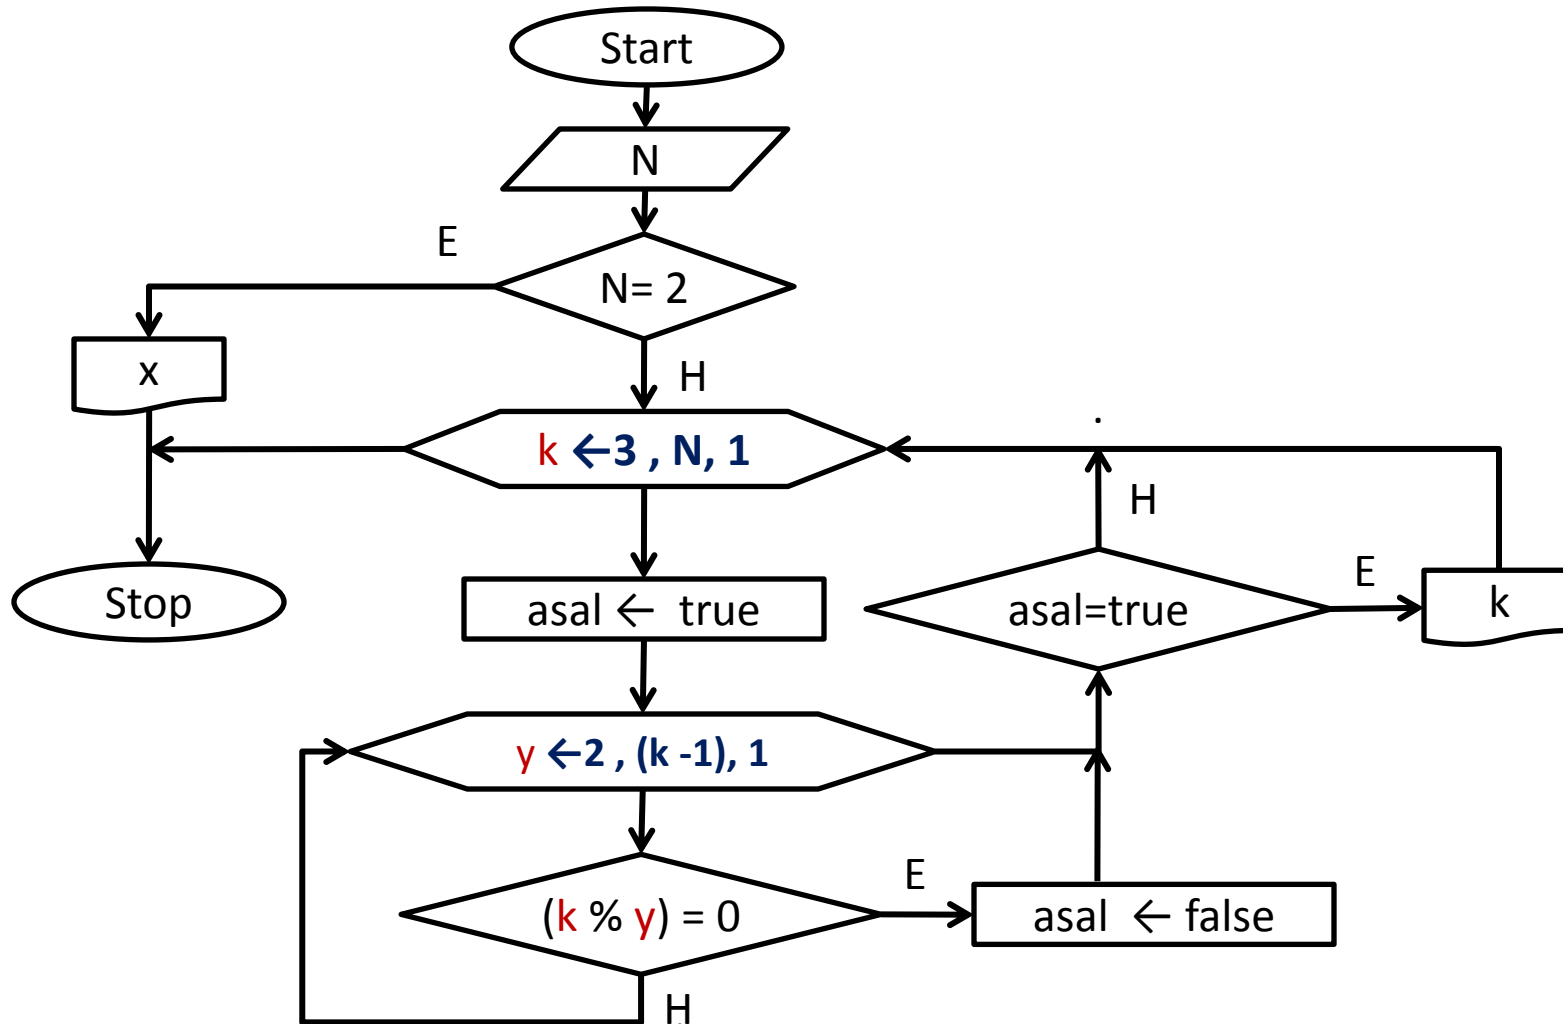 Start
N
E
N= 2
x
H
k ←3 , N, 1
.
H
Stop
asal ← true
asal=true
E
k
y ←2 , (k -1), 1
(k % y) = 0
E
asal ← false
H